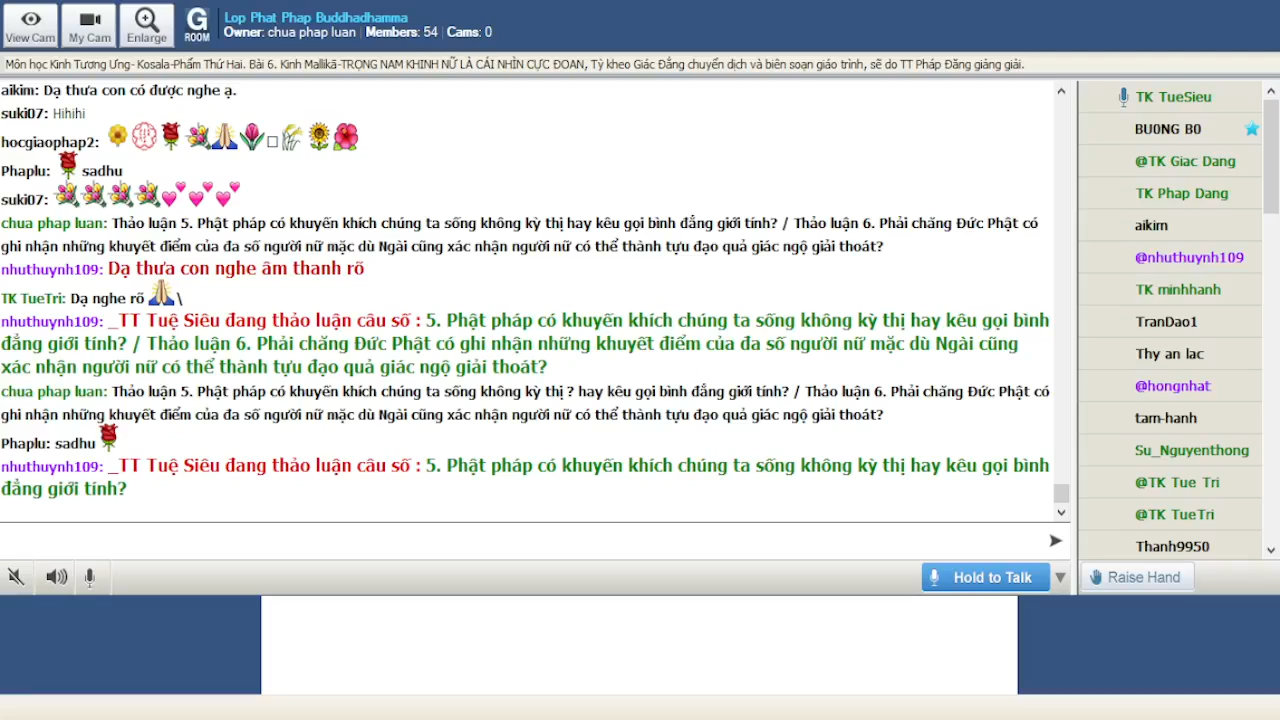 View Cam
My Cam
Enlarge
G
ROOM
Lop Phat Phap Buddhadhamma
Owner: chua phap luan | Members: 54 | Cams: 0
Môn học Kinh Tương Ưng- Kosala-Phẩm Thứ Hai. Bài 6. Kinh Mallikā-TRỌNG NAM KHINH NỮ LÀ CÁI NHÌN CỰC ĐOAN, Tỳ kheo Giác Đẳng chuyển dịch và biên soạn giáo trình, sẽ do TT Pháp Đăng giảng giải.
aikim: Dạ thưa con có được nghe ạ.
suki07: Hihihi
hocgiaophap2:
Phaplu: sadhu
suki07:
chua phap luan: Thảo luận 5. Phật pháp có khuyến khích chúng ta sống không kỳ thị hay kêu gọi bình đẳng giới tính? / Thảo luận 6. Phải chăng Đức Phật có
ghi nhận những khuyết điểm của đa số người nữ mặc dù Ngài cũng xác nhận người nữ có thể thành tựu đạo quả giác ngộ giải thoát?
nhuthuynh109: Dạ thưa con nghe âm thanh rõ
TK TueTri: Dạ nghe rõ \
nhuthuynh109: _TT Tuệ Siêu đang thảo luận câu số : 5. Phật pháp có khuyến khích chúng ta sống không kỳ thị hay kêu gọi bình
đẳng giới tính? / Thảo luận 6. Phải chăng Đức Phật có ghi nhận những khuyết điểm của đa số người nữ mặc dù Ngài cũng
xác nhận người nữ có thể thành tựu đạo quả giác ngộ giải thoát?
chua phap luan: Thảo luận 5. Phật pháp có khuyến khích chúng ta sống không kỳ thị ? hay kêu gọi bình đẳng giới tính? / Thảo luận 6. Phải chăng Đức Phật có
ghi nhận những khuyết điểm của đa số người nữ mặc dù Ngài cũng xác nhận người nữ có thể thành tựu đạo quả giác ngộ giải thoát?
Phaplu: sadhu
nhuthuynh109: _TT Tuệ Siêu đang thảo luận câu số : 5. Phật pháp có khuyến khích chúng ta sống không kỳ thị hay kêu gọi bình
đẳng giới tính?
Hold to Talk
TK TueSieu
BUONG BO
@TK Giac Dang
TK Phap Dang
aikim
@nhuthuynh109
TK minhhanh
TranDao1
Thy an lac
@hongnhat
tam-hanh
Su_Nguyenthong
@TK Tue Tri
@TK TueTri
Thanh9950
Raise Hand